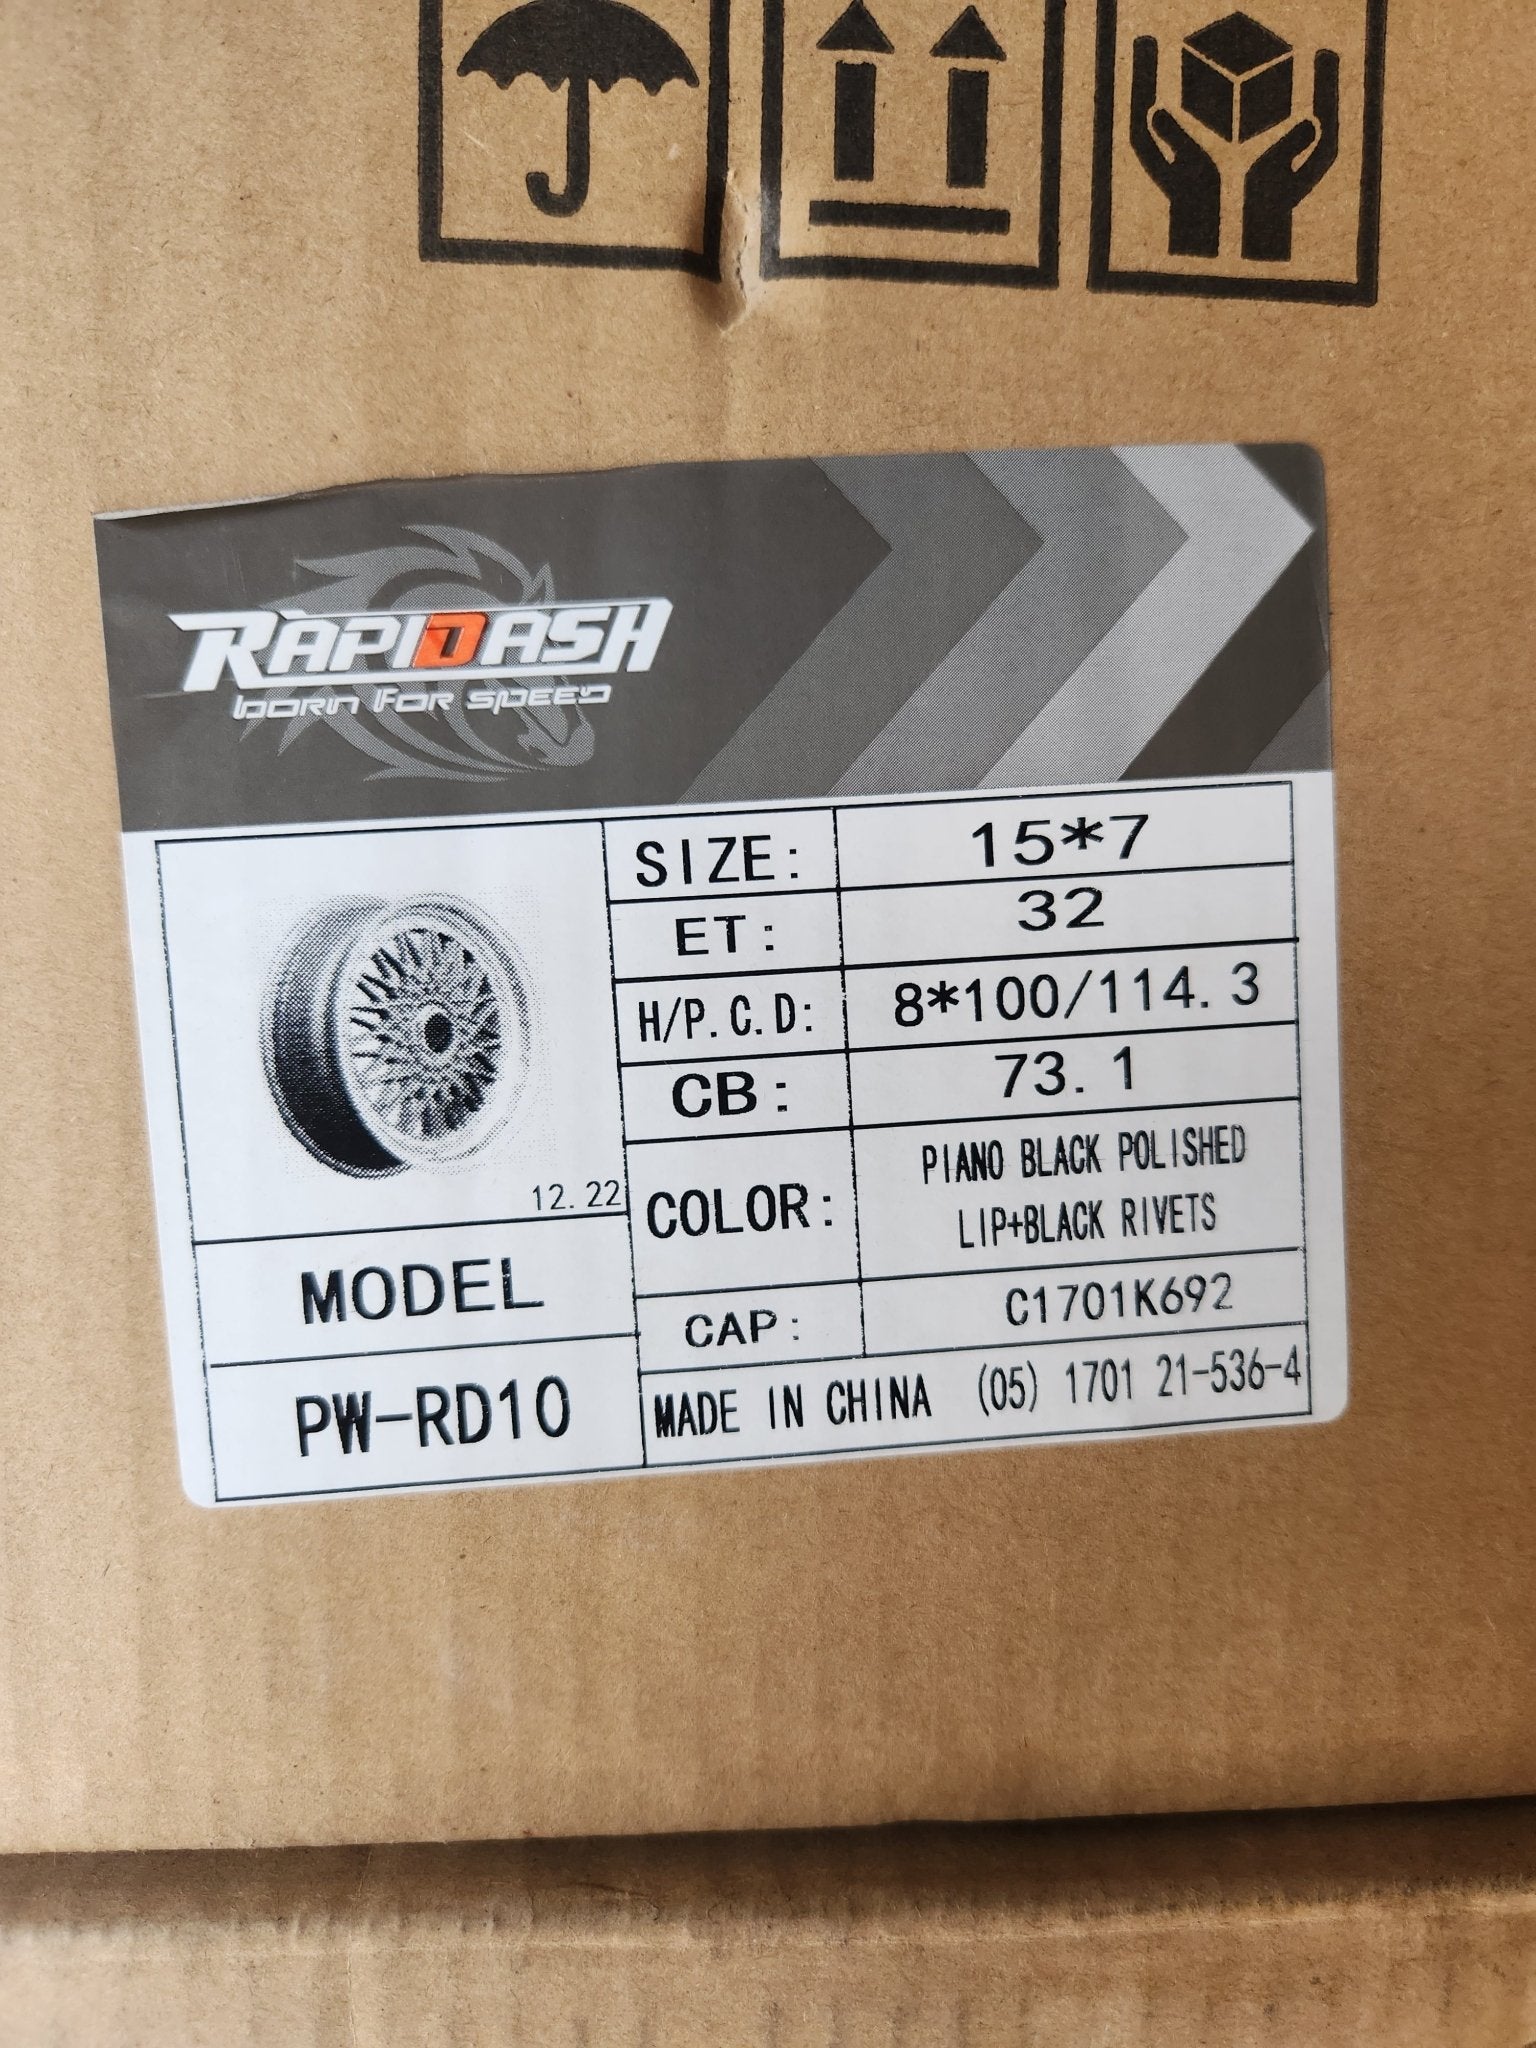 RAPIDASH
BORN FOR SPEED
SIZE: 15*7
ET: 32
H/P.C.D: 8*100/114.3
CB: 73.1
COLOR: PIANO BLACK POLISHED
LIP+BLACK RIVETS
CAP: C1701K692
MADE IN CHINA (05) 1701 21-536-4
12.22
MODEL
PW-RD10